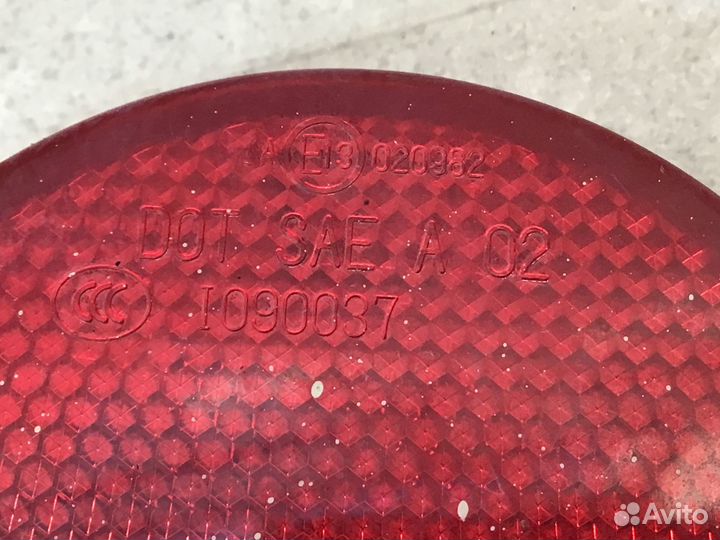 IA E13 020982
DOT SAE A 02
CCC I090037
Avito